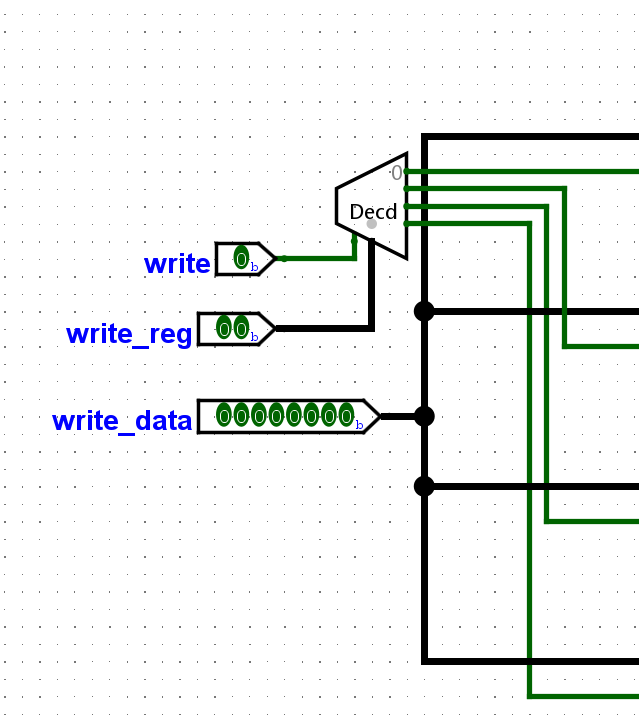 0
Decd
write 0 b
write_reg 00 b
write_data 00000000 b